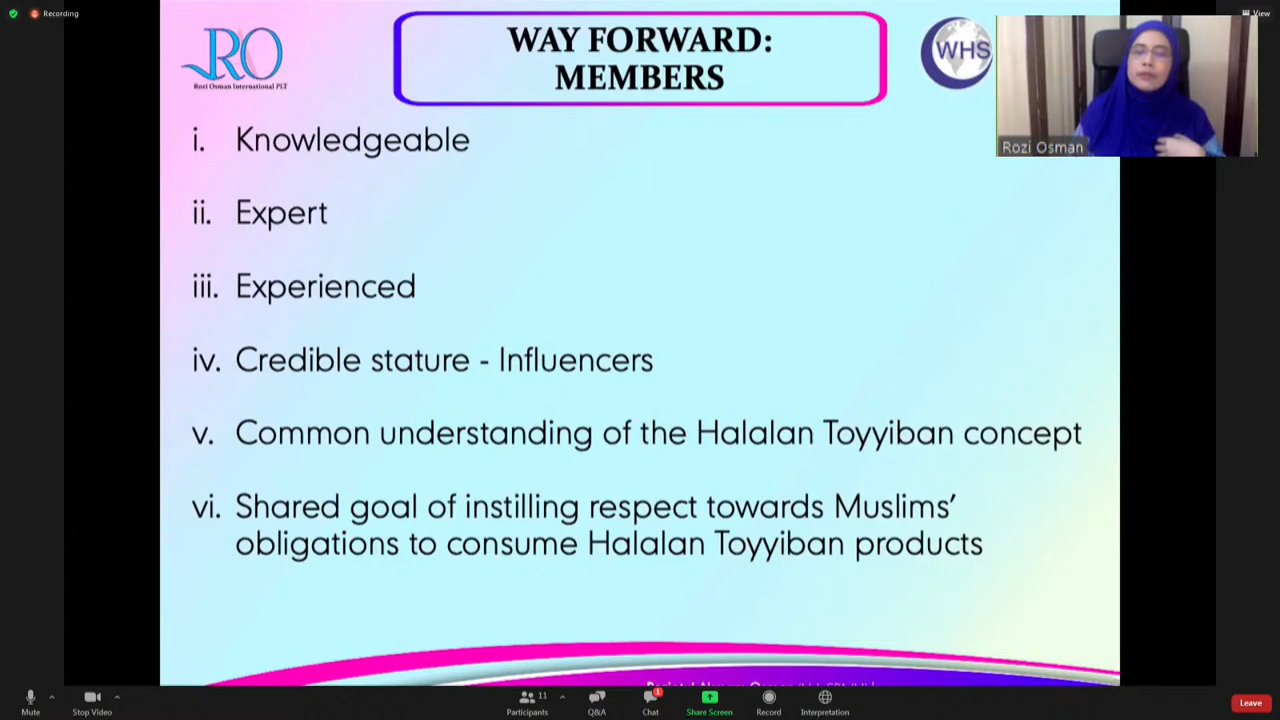 Recording
View
RO
Rozi Osman International PLT
WAY FORWARD:
MEMBERS
WHS
Rozi Osman
i. Knowledgeable
ii. Expert
iii. Experienced
iv. Credible stature - Influencers
v. Common understanding of the Halalan Toyyiban concept
vi. Shared goal of instilling respect towards Muslims’
obligations to consume Halalan Toyyiban products
Mute
Stop Video
11
Participants
Q&A
1
Chat
Share Screen
Record
Interpretation
Leave